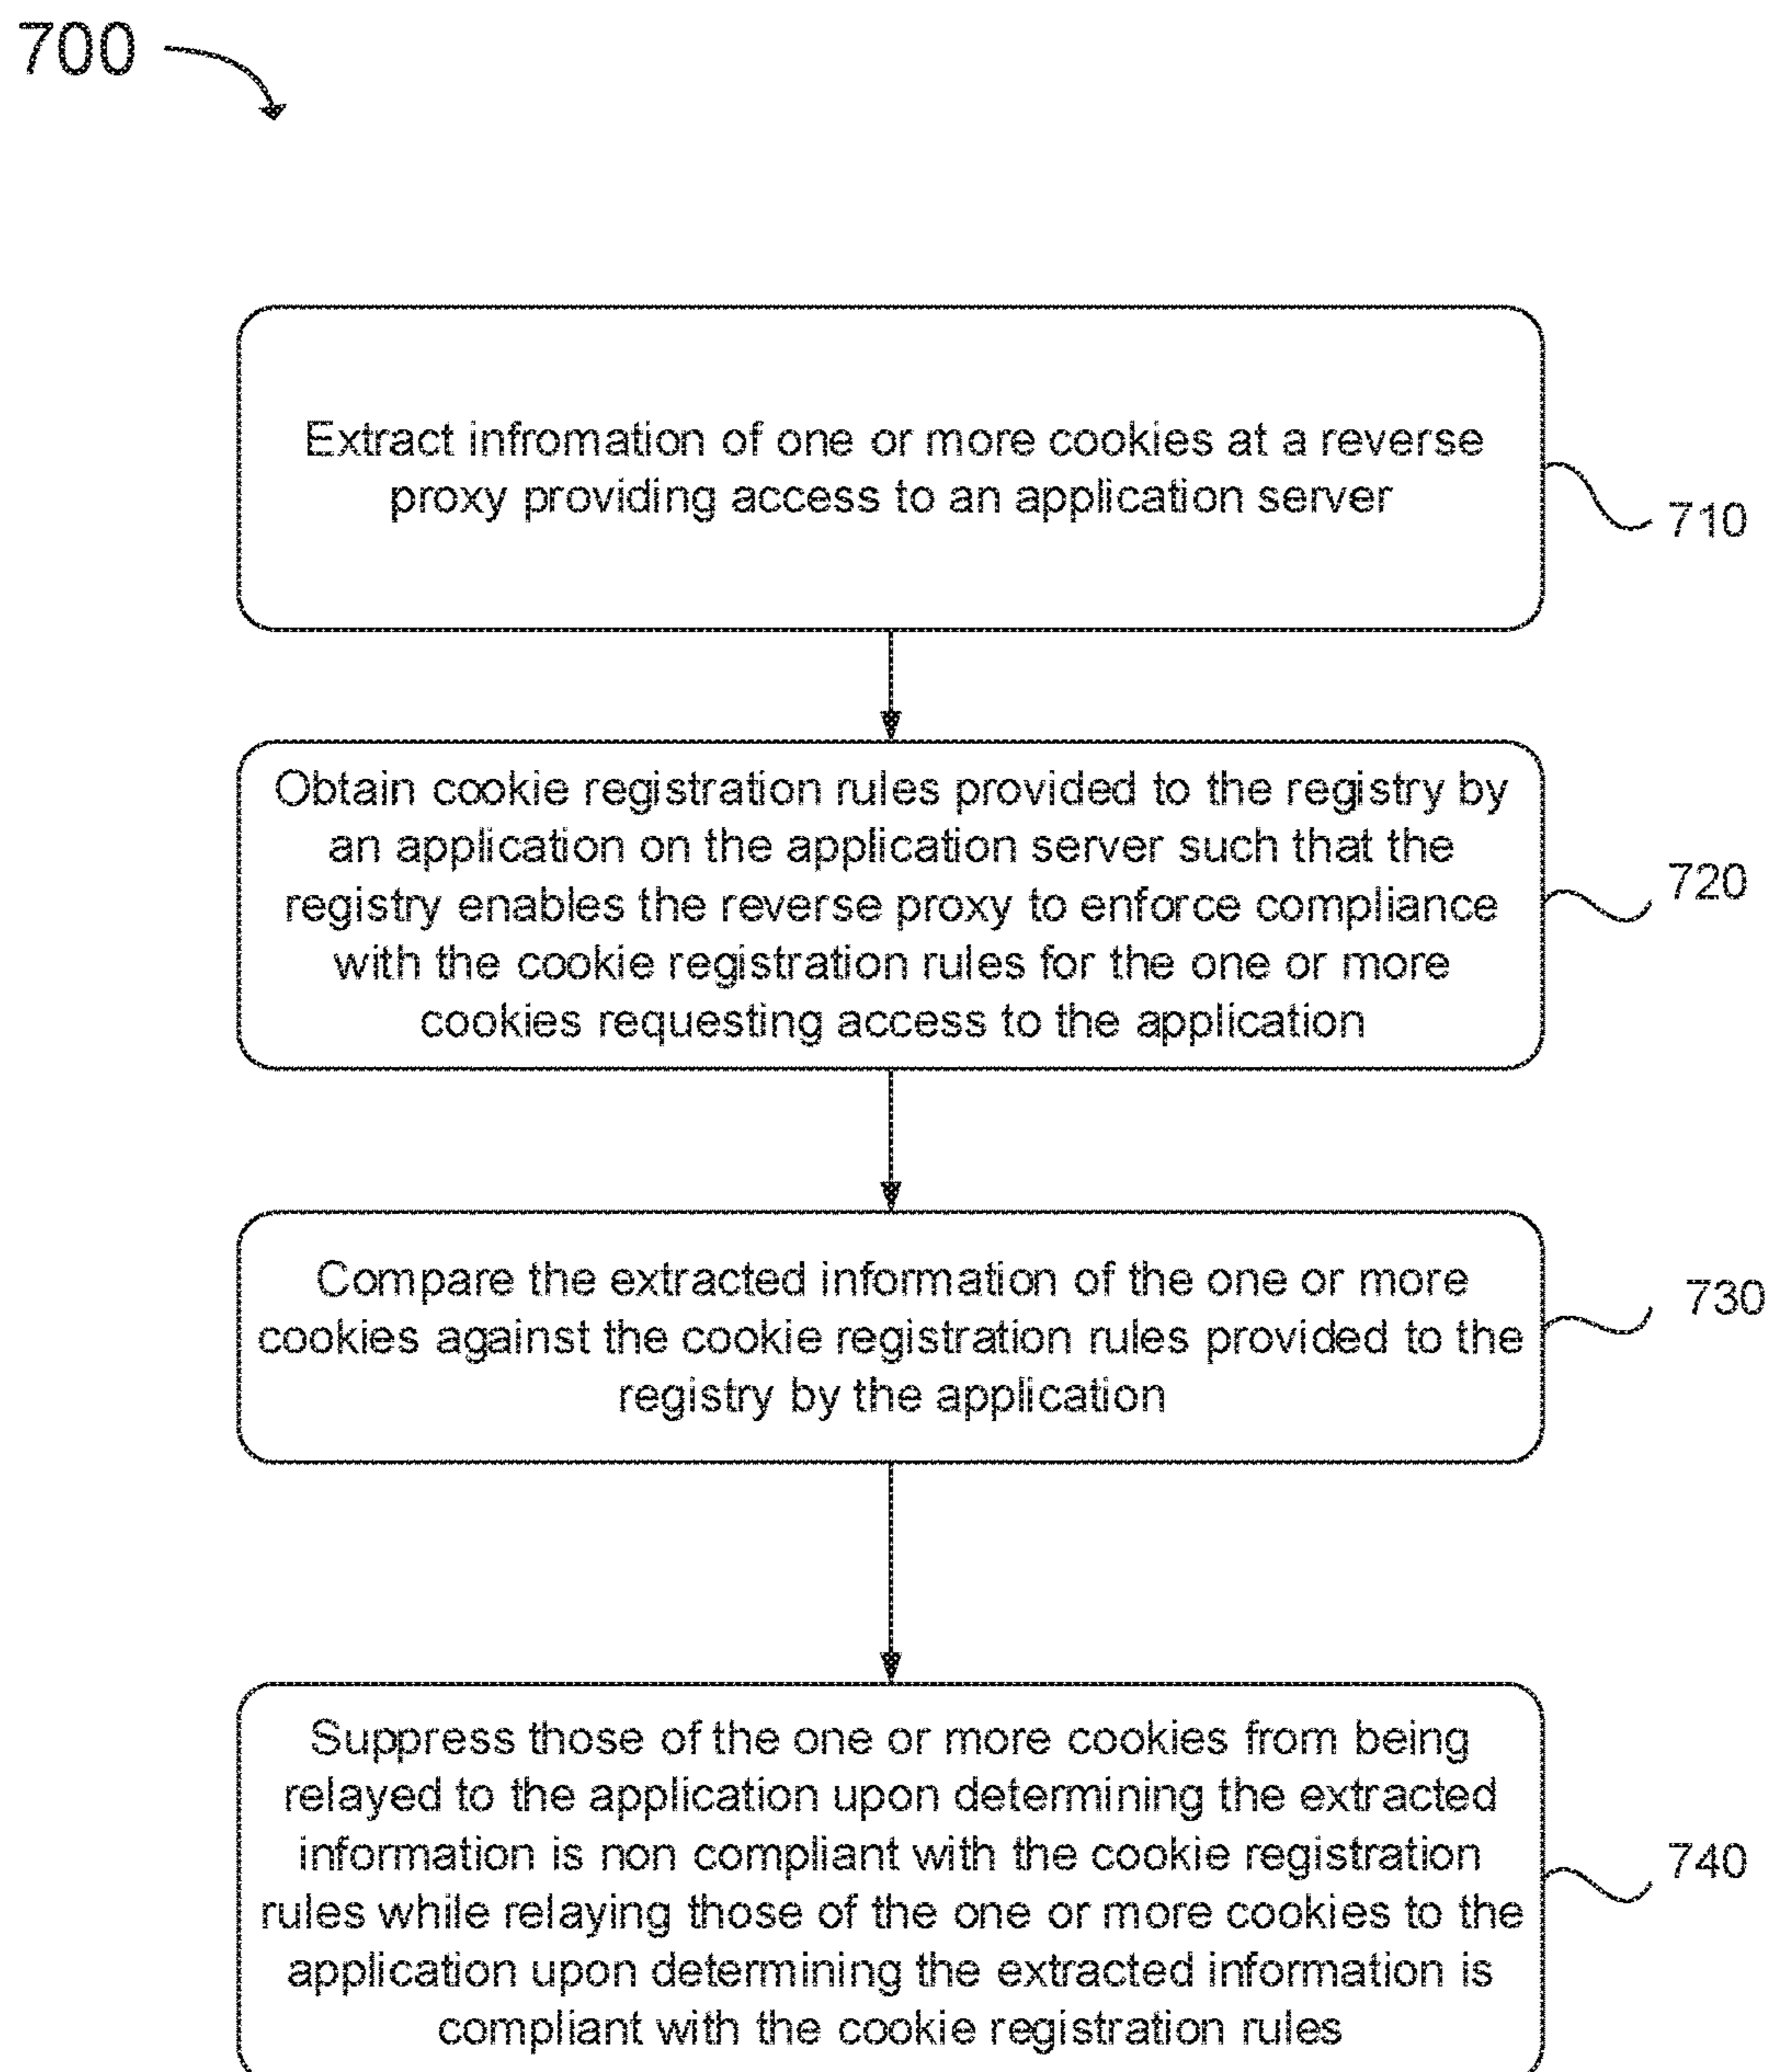 700
Extract infromation of one or more cookies at a reverse
proxy providing access to an application server
710
Obtain cookie registration rules provided to the registry by
an application on the application server such that the
registry enables the reverse proxy to enforce compliance
with the cookie registration rules for the one or more
cookies requesting access to the application
720
Compare the extracted information of the one or more
cookies against the cookie registration rules provided to the
registry by the application
730
Suppress those of the one or more cookies from being
relayed to the application upon determining the extracted
information is non compliant with the cookie registration
rules while relaying those of the one or more cookies to the
application upon determining the extracted information is
compliant with the cookie registration rules
740